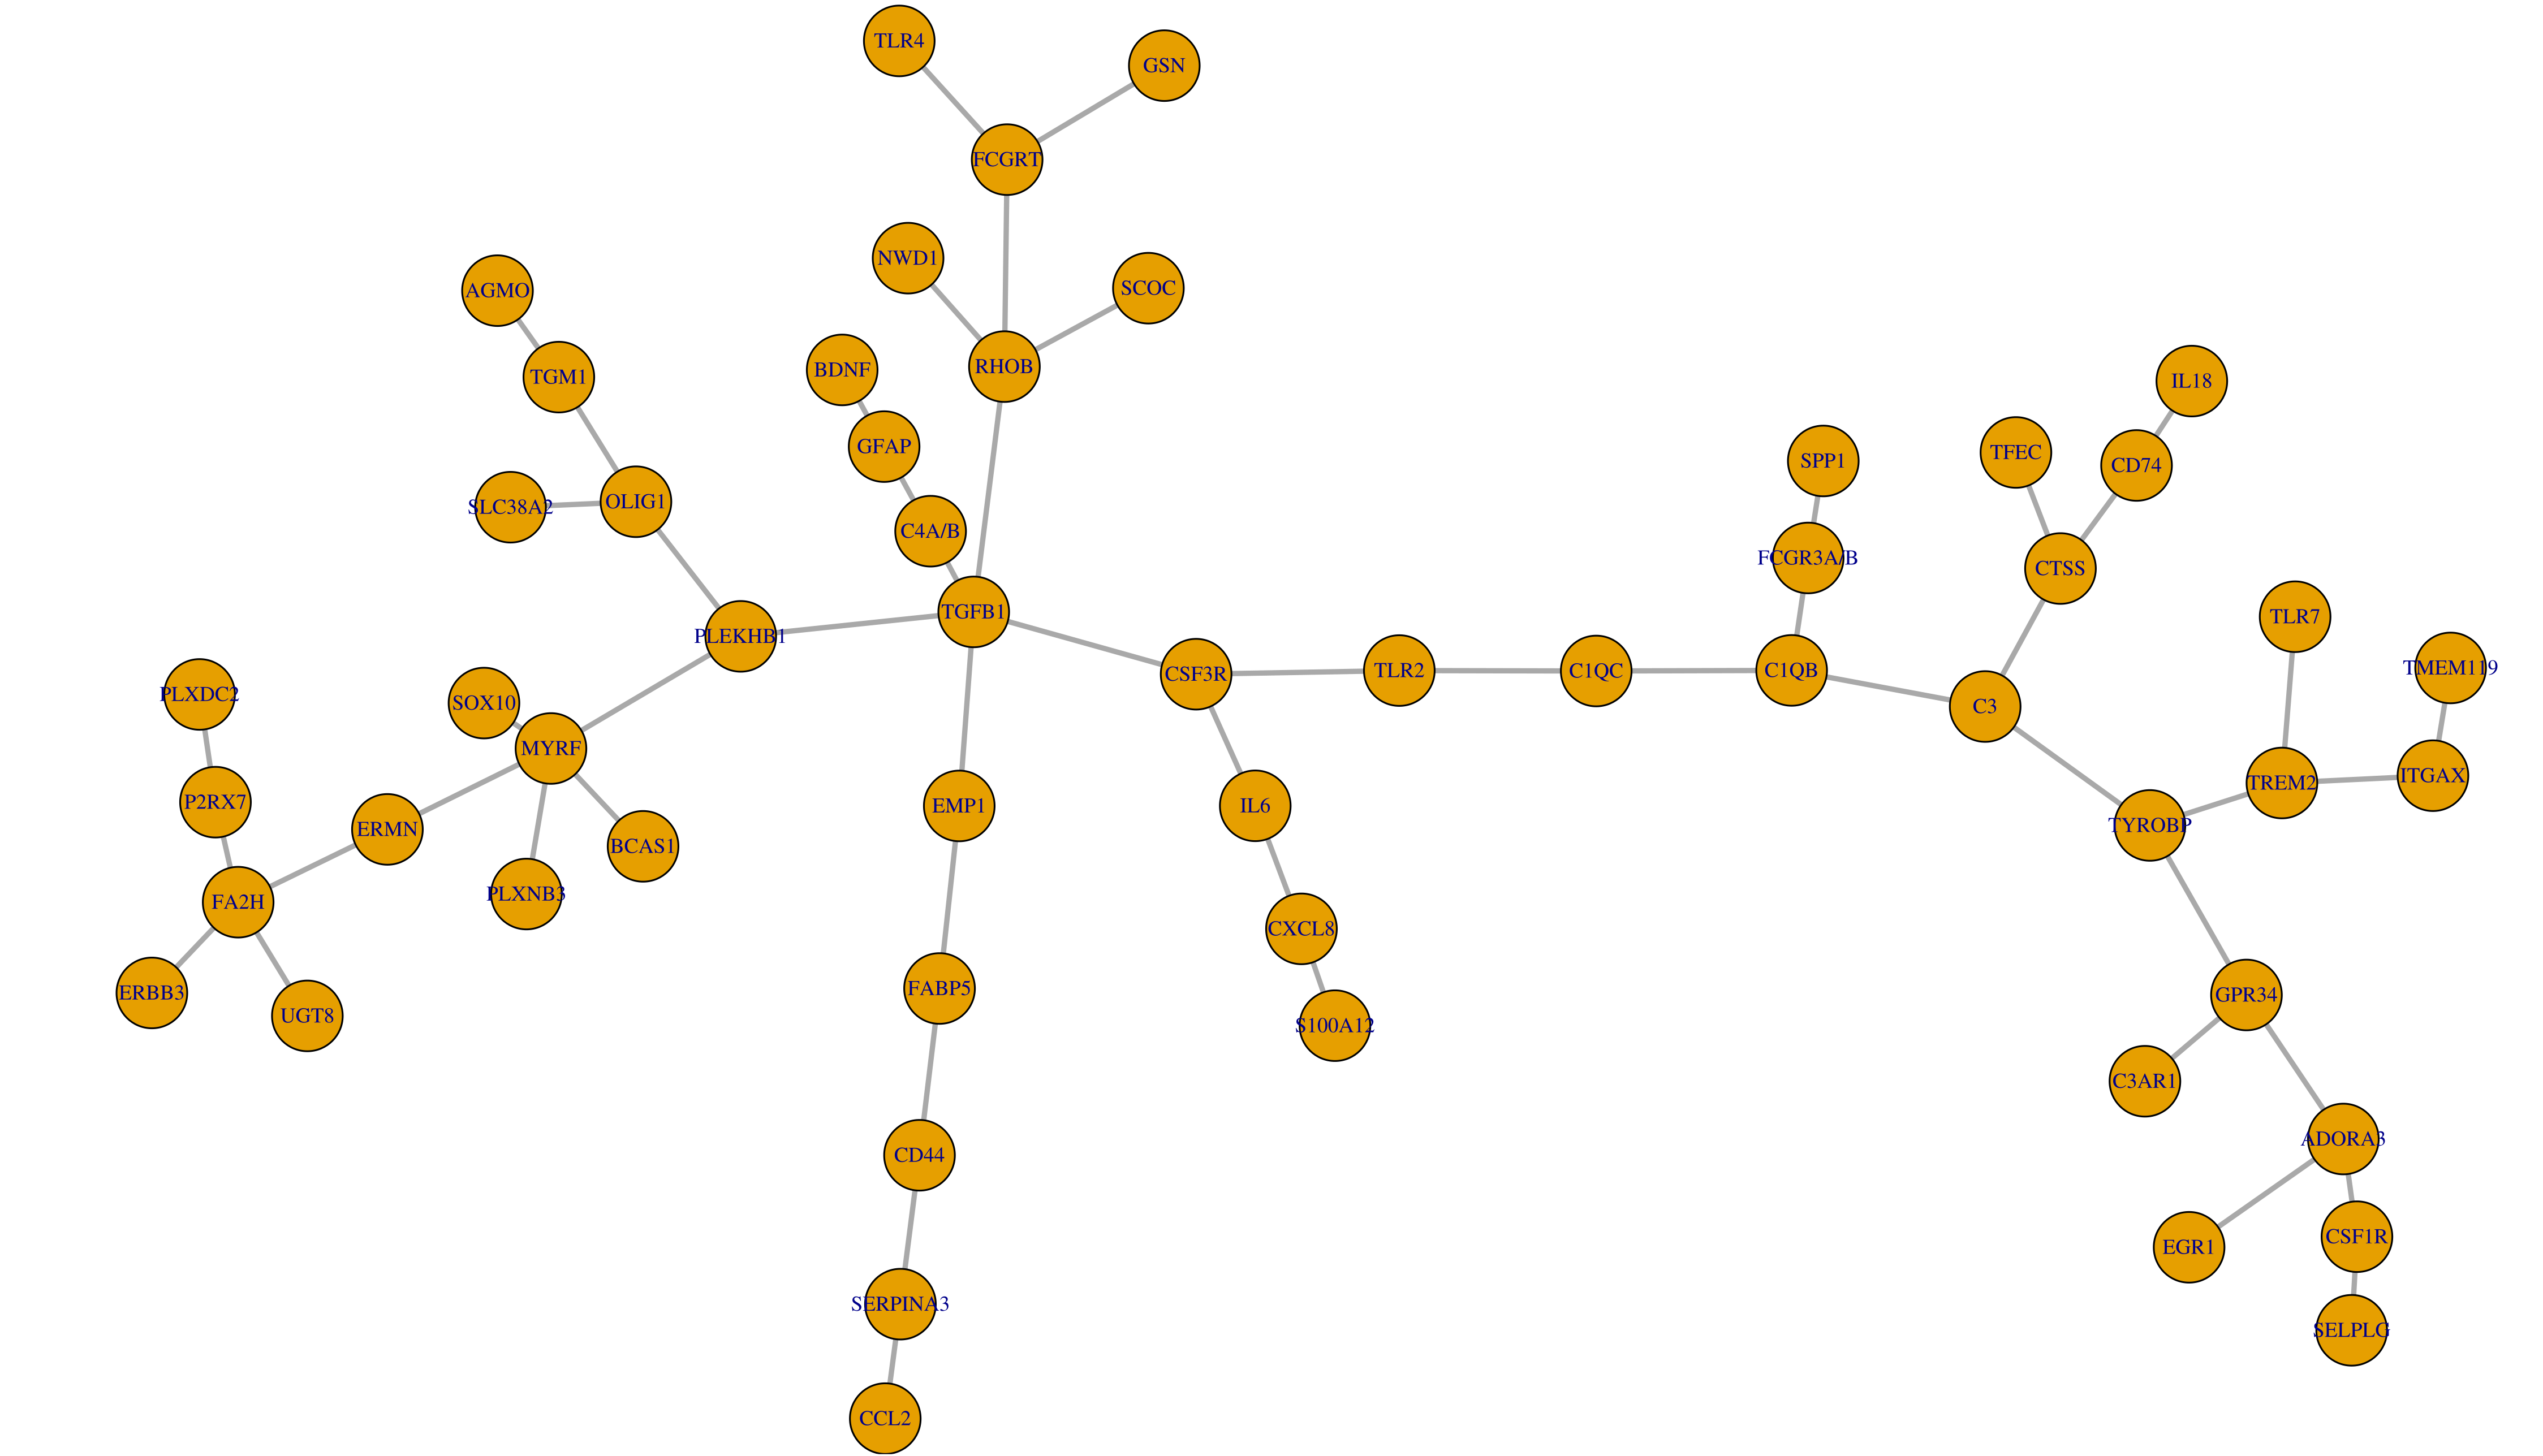 TLR4
GSN
FCGRT
NWD1
SCOC
AGMO
RHOB
BDNF
TGM1
IL18
GFAP
TFEC
SPP1
CD74
OLIG1
SLC38A2
C4A/B
FCGR3A/B
CTSS
TGFB1
TLR7
PLEKHB1
TMEM119
CSF3R
TLR2
C1QC
C1QB
PLXDC2
SOX10
C3
MYRF
ITGAX
TREM2
P2RX7
EMP1
IL6
TYROBP
ERMN
BCAS1
PLXNB3
FA2H
CXCL8
FABP5
ERBB3
GPR34
UGT8
S100A12
C3AR1
ADORA3
CD44
CSF1R
EGR1
SERPINA3
SELPLG
CCL2